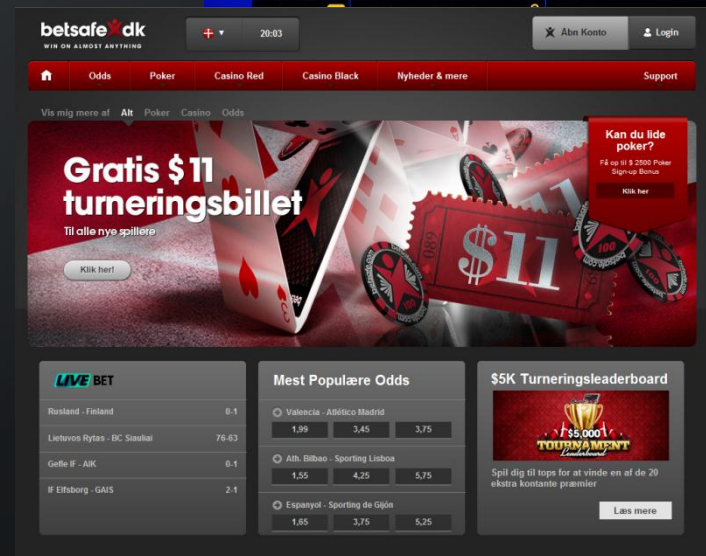 betsafe dk
WIN ON ALMOST ANYTHING
20:03
Åbn Konto
Login
Odds Poker Casino Red Casino Black Nyheder & mere Support
Vis mig mere af Alt Poker Casino Odds
Gratis $11
turneringsbillet
Til alle nye spillere
Klik her!
Kan du lide
poker?
Få op til $ 2500 Poker
Sign-up Bonus
Klik her
$11
089
100
LIVE BET
Rusland - Finland 0-1
Lietuvos Rytas - BC Siauliai 76-63
Gefle IF - AIK 0-1
IF Elfsborg - GAIS 2-1
Mest Populære Odds
Valencia - Atlético Madrid
1,99 3,45 3,75
Ath. Bilbao - Sporting Lisboa
1,55 4,25 5,75
Espanyol - Sporting de Gijón
1,65 3,75 5,25
$5K Turneringsleaderboard
$5,000
TOURNAMENT
Leaderboard
Spil dig til tops for at vinde en af de 20
ekstra kontante præmier
Læs mere